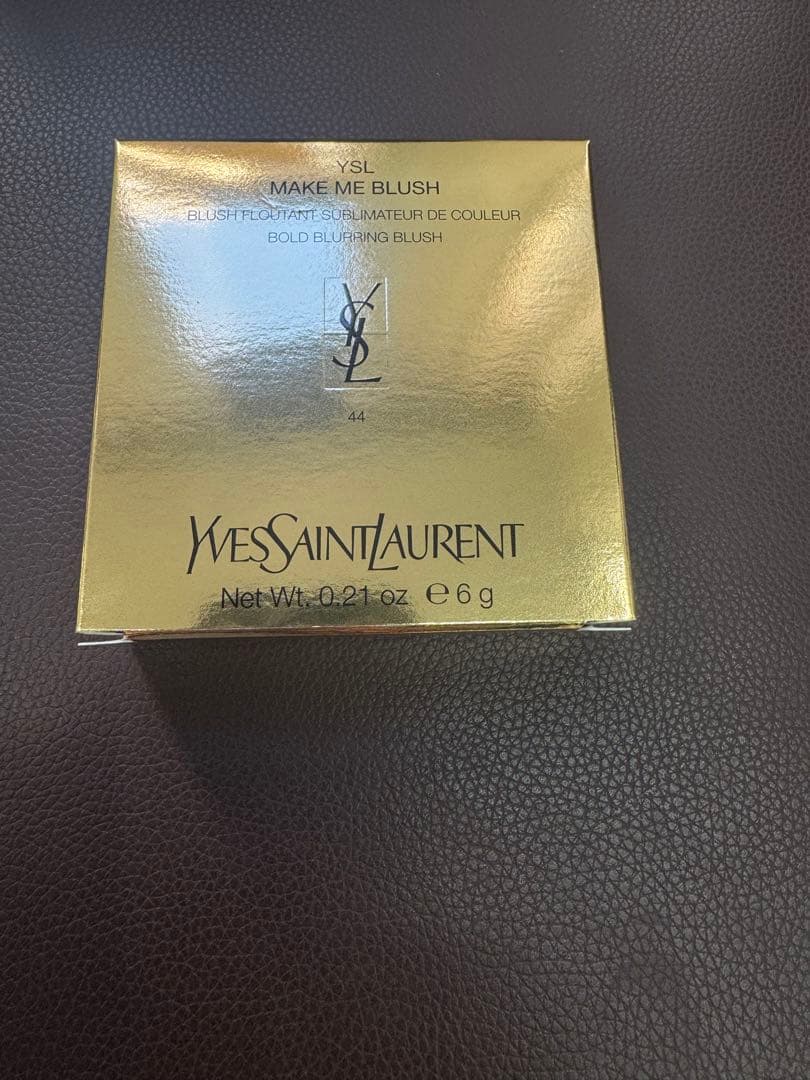 YSL
MAKE ME BLUSH
BLUSH FLOUTANT SUBLIMATEUR DE COULEUR
BOLD BLURRING BLUSH
YSL
44
YVESSAINTLAURENT
Net Wt. 0.21 oz ℮ 6 g